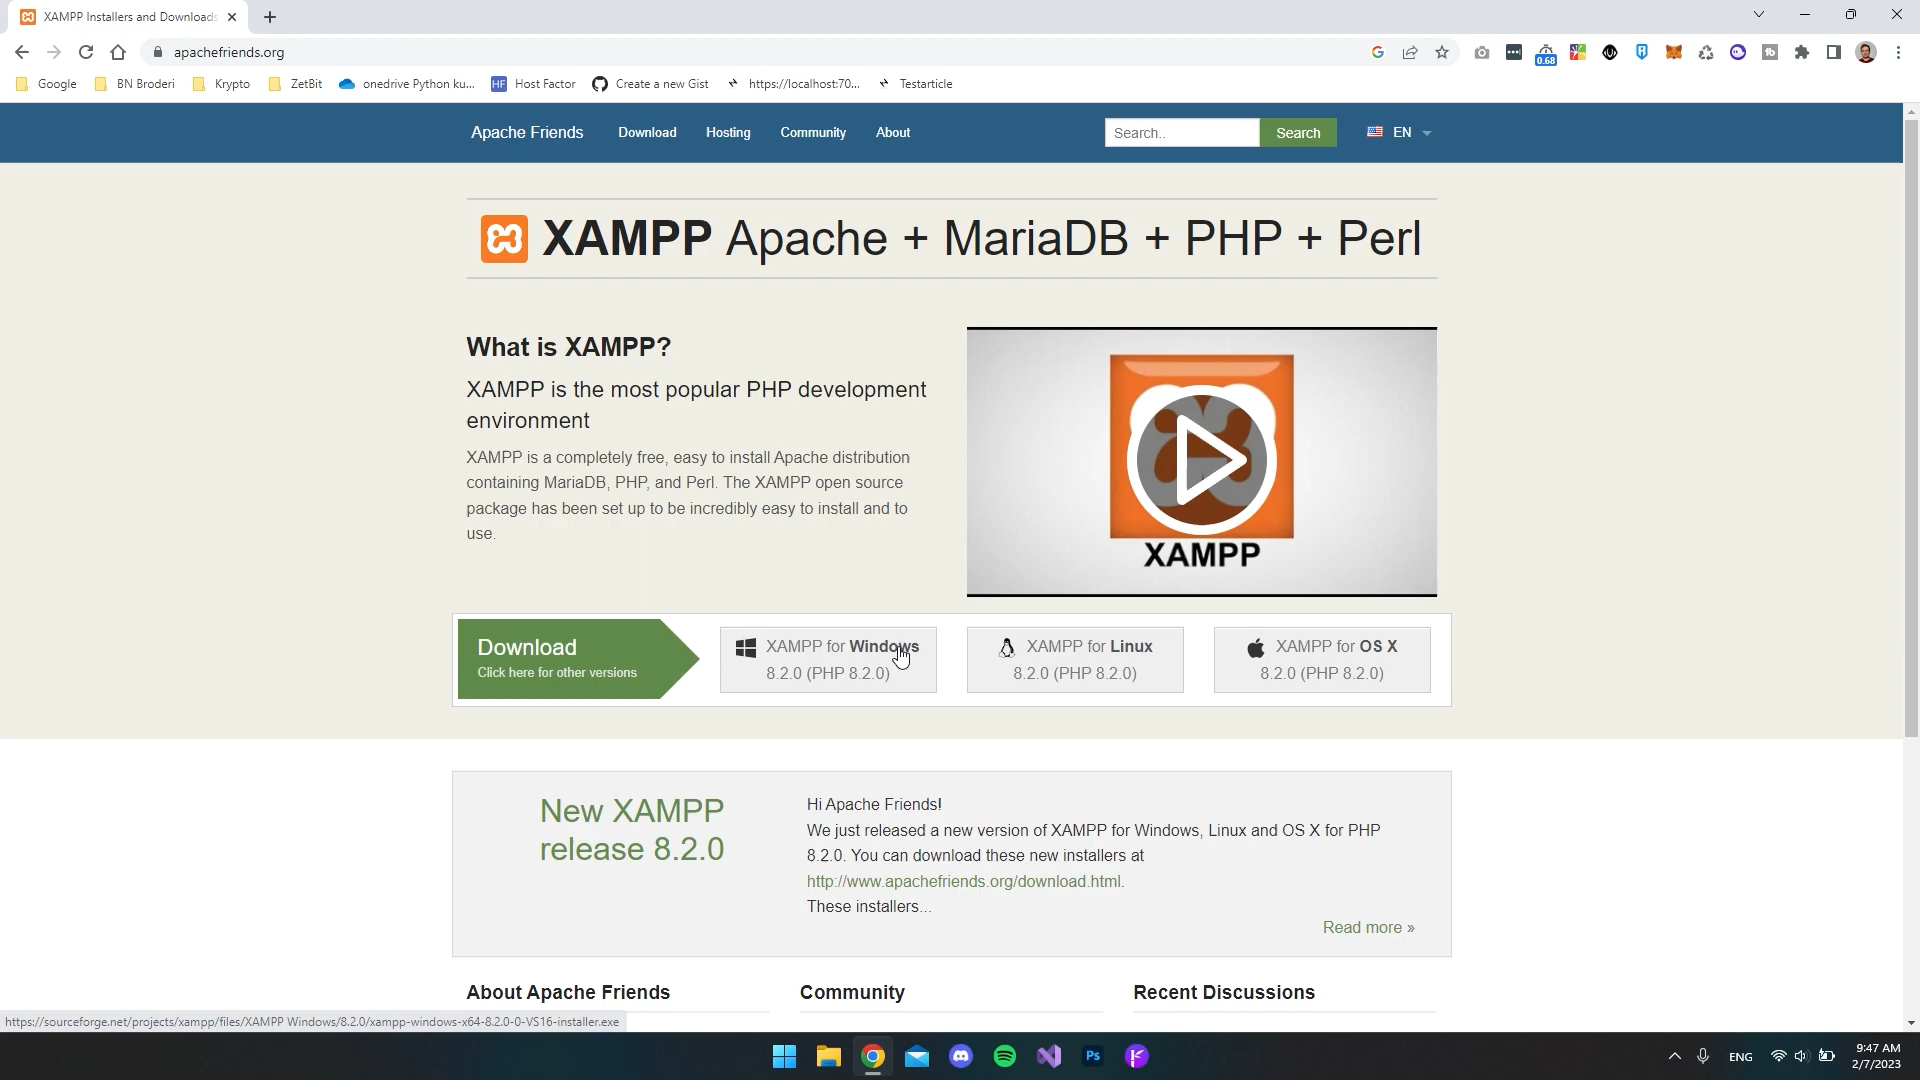 XAMPP Installers and Downloads
apachefriends.org
0.68
Google
BN Broderi
Krypto
ZetBit
onedrive Python ku...
HF
Host Factor
Create a new Gist
https://localhost:70...
Testarticle
Apache Friends
Download
Hosting
Community
About
Search..
Search
EN
XAMPP Apache + MariaDB + PHP + Perl
What is XAMPP?
XAMPP is the most popular PHP development
environment
XAMPP is a completely free, easy to install Apache distribution
containing MariaDB, PHP, and Perl. The XAMPP open source
package has been set up to be incredibly easy to install and to
use.
XAMPP
Download
Click here for other versions
XAMPP for Windows
8.2.0 (PHP 8.2.0)
XAMPP for Linux
8.2.0 (PHP 8.2.0)
XAMPP for OS X
8.2.0 (PHP 8.2.0)
New XAMPP
release 8.2.0
Hi Apache Friends!
We just released a new version of XAMPP for Windows, Linux and OS X for PHP
8.2.0. You can download these new installers at
http://www.apachefriends.org/download.html.
These installers...
Read more »
About Apache Friends
Community
Recent Discussions
https://sourceforge.net/projects/xampp/files/XAMPP Windows/8.2.0/xampp-windows-x64-8.2.0-0-VS16-installer.exe
Ps
ENG
9:47 AM
2/7/2023